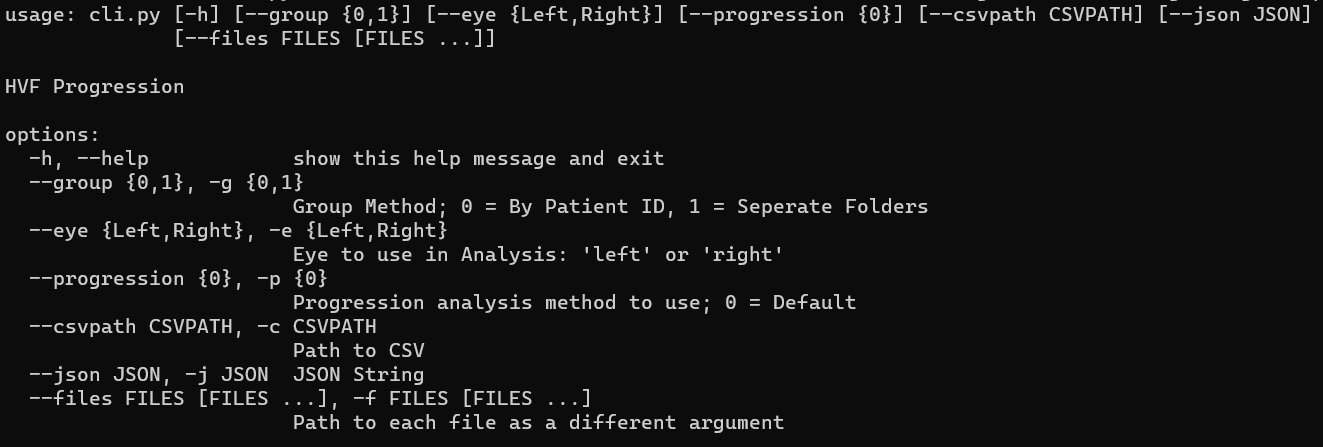 usage: cli.py [-h] [--group {0,1}] [--eye {Left,Right}] [--progression {0}] [--csvpath CSVPATH] [--json JSON]
[--files FILES [FILES ...]]
HVF Progression
options:
-h, --help show this help message and exit
--group {0,1}, -g {0,1}
Group Method; 0 = By Patient ID, 1 = Seperate Folders
--eye {Left,Right}, -e {Left,Right}
Eye to use in Analysis: 'left' or 'right'
--progression {0}, -p {0}
Progression analysis method to use; 0 = Default
--csvpath CSVPATH, -c CSVPATH
Path to CSV
--json JSON, -j JSON JSON String
--files FILES [FILES ...], -f FILES [FILES ...]
Path to each file as a different argument